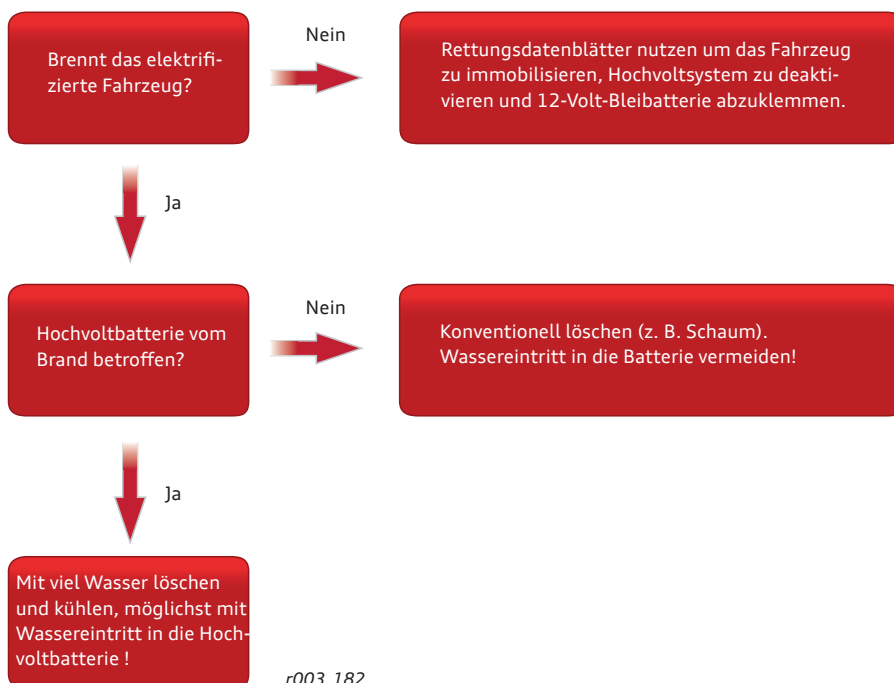 Brennt das elektrifi-
zierte Fahrzeug?
Nein
Rettungsdatenblätter nutzen um das Fahrzeug
zu immobilisieren, Hochvoltsystem zu deakti-
vieren und 12-Volt-Bleibatterie abzuklemmen.
Ja
Hochvoltbatterie vom
Brand betroffen?
Nein
Konventionell löschen (z. B. Schaum).
Wassereintritt in die Batterie vermeiden!
Ja
Mit viel Wasser löschen
und kühlen, möglichst mit
Wassereintritt in die Hoch-
voltbatterie !
r003_182